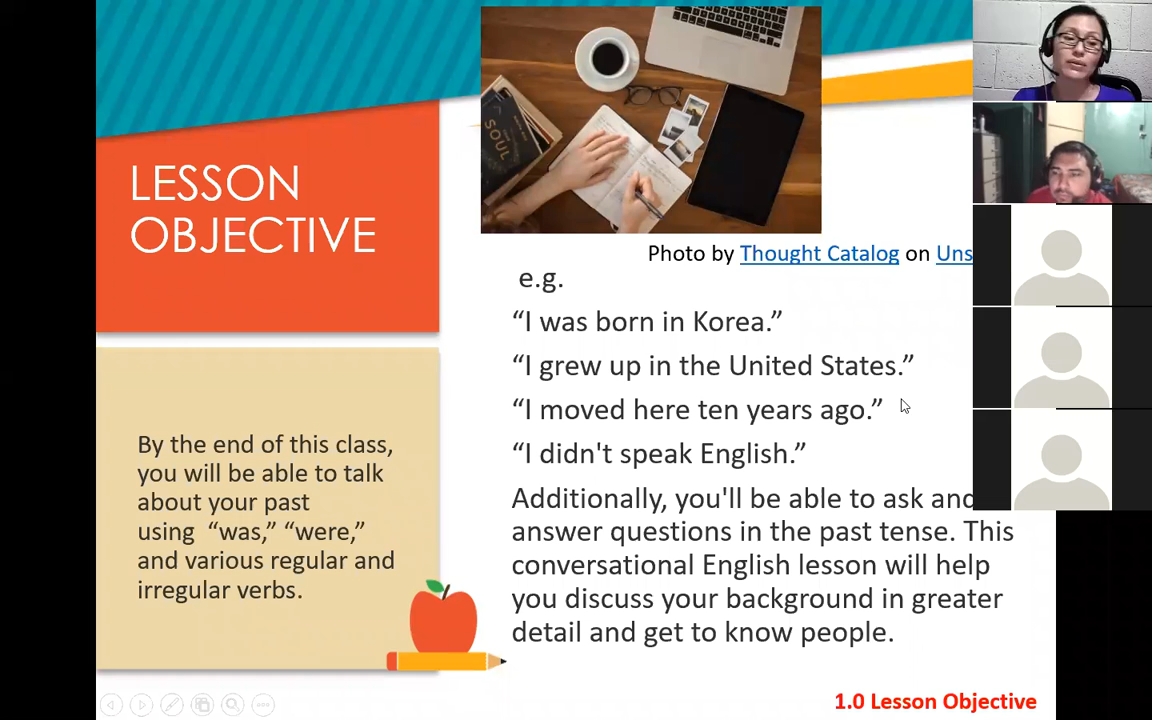 LESSON
OBJECTIVE
By the end of this class,
you will be able to talk
about your past
using “was,” “were,”
and various regular and
irregular verbs.
SOUL
Photo by Thought Catalog on Uns
e.g.
“I was born in Korea.”
“I grew up in the United States.”
“I moved here ten years ago.”
“I didn't speak English.”
Additionally, you'll be able to ask and
answer questions in the past tense. This
conversational English lesson will help
you discuss your background in greater
detail and get to know people.
1.0 Lesson Objective